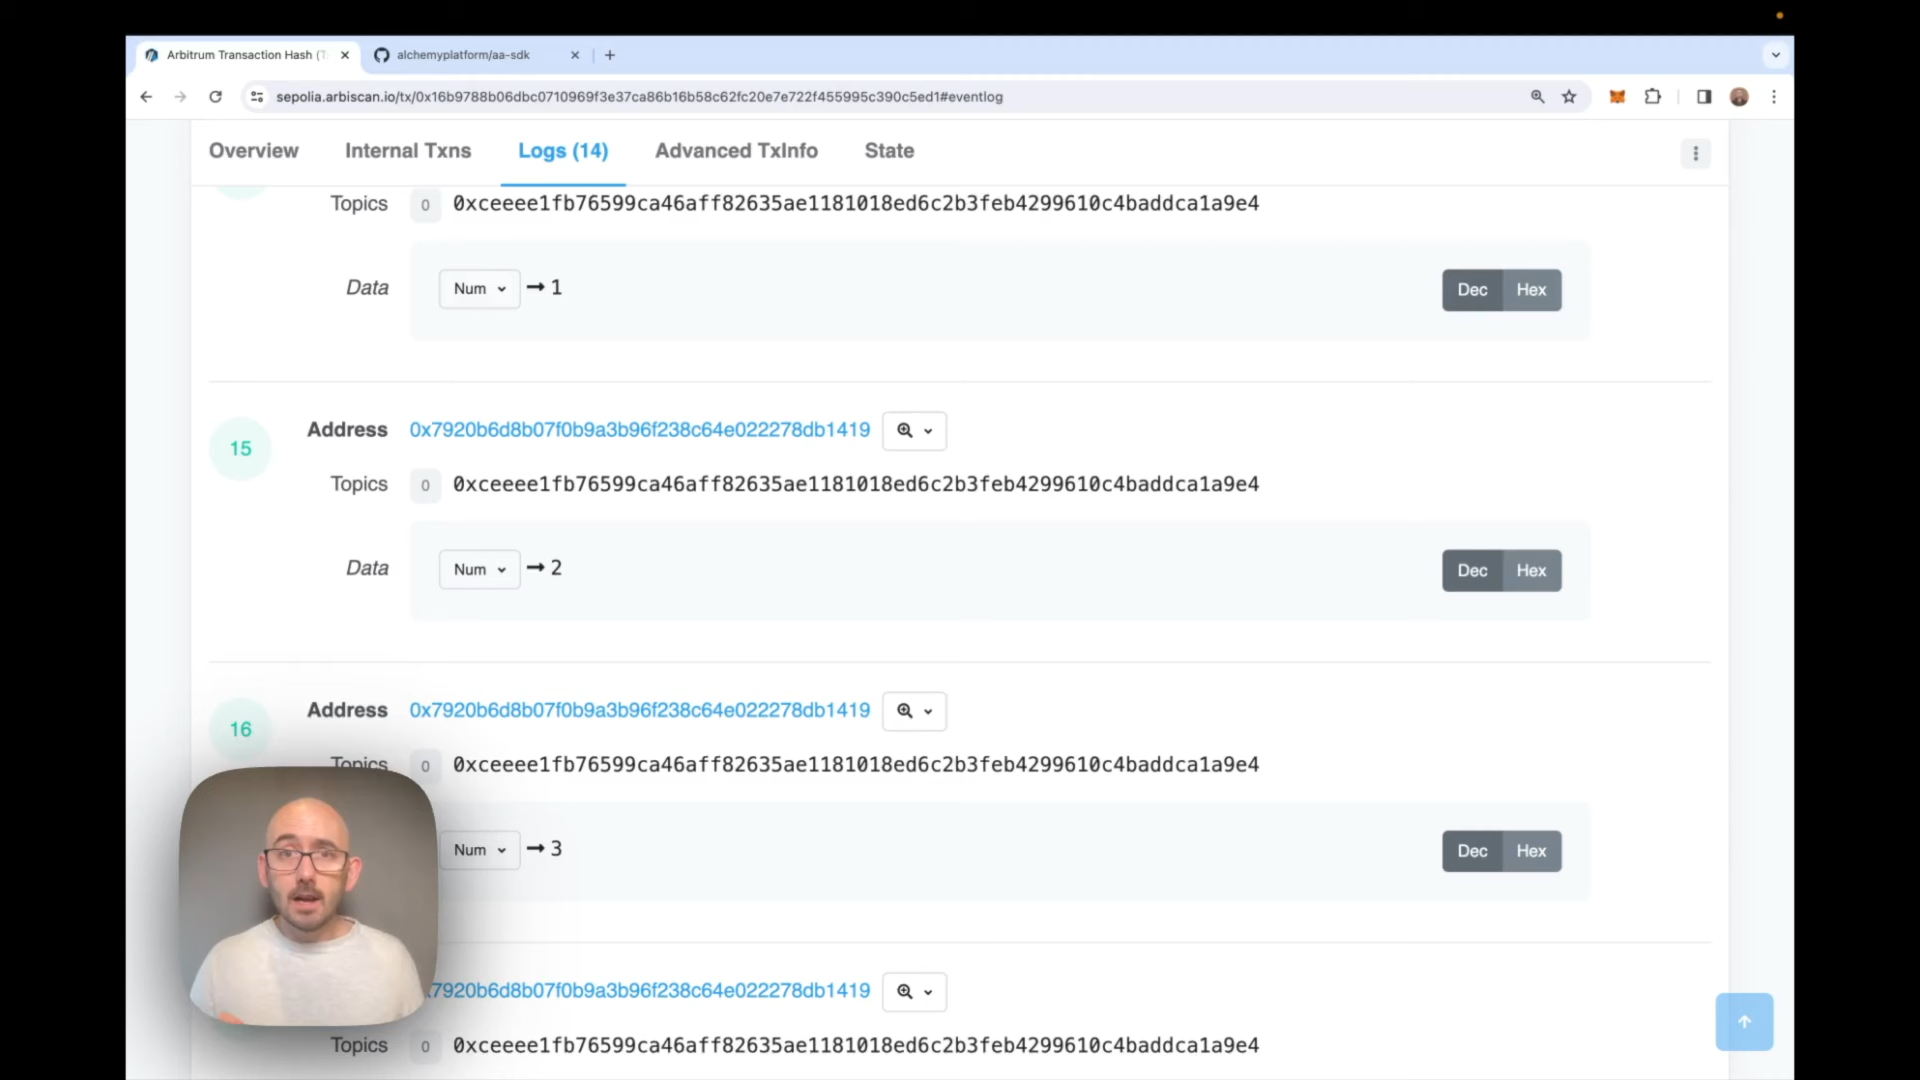 Arbitrum Transaction Hash (T
alchemyplatform/aa-sdk
sepolia.arbiscan.io/tx/0x16b9788b06dbc0710969f3e37ca86b16b58c62fc20e7e722f455995c390c5ed1#eventlog
Overview Internal Txns Logs (14) Advanced TxInfo State
Topics 0 0xceeee1fb76599ca46aff82635ae1181018ed6c2b3feb4299610c4baddca1a9e4
Data Num → 1 Dec Hex
15 Address 0x7920b6d8b07f0b9a3b96f238c64e022278db1419
Topics 0 0xceeee1fb76599ca46aff82635ae1181018ed6c2b3feb4299610c4baddca1a9e4
Data Num → 2 Dec Hex
16 Address 0x7920b6d8b07f0b9a3b96f238c64e022278db1419
Topics 0 0xceeee1fb76599ca46aff82635ae1181018ed6c2b3feb4299610c4baddca1a9e4
Num → 3 Dec Hex
7920b6d8b07f0b9a3b96f238c64e022278db1419
Topics 0 0xceeee1fb76599ca46aff82635ae1181018ed6c2b3feb4299610c4baddca1a9e4